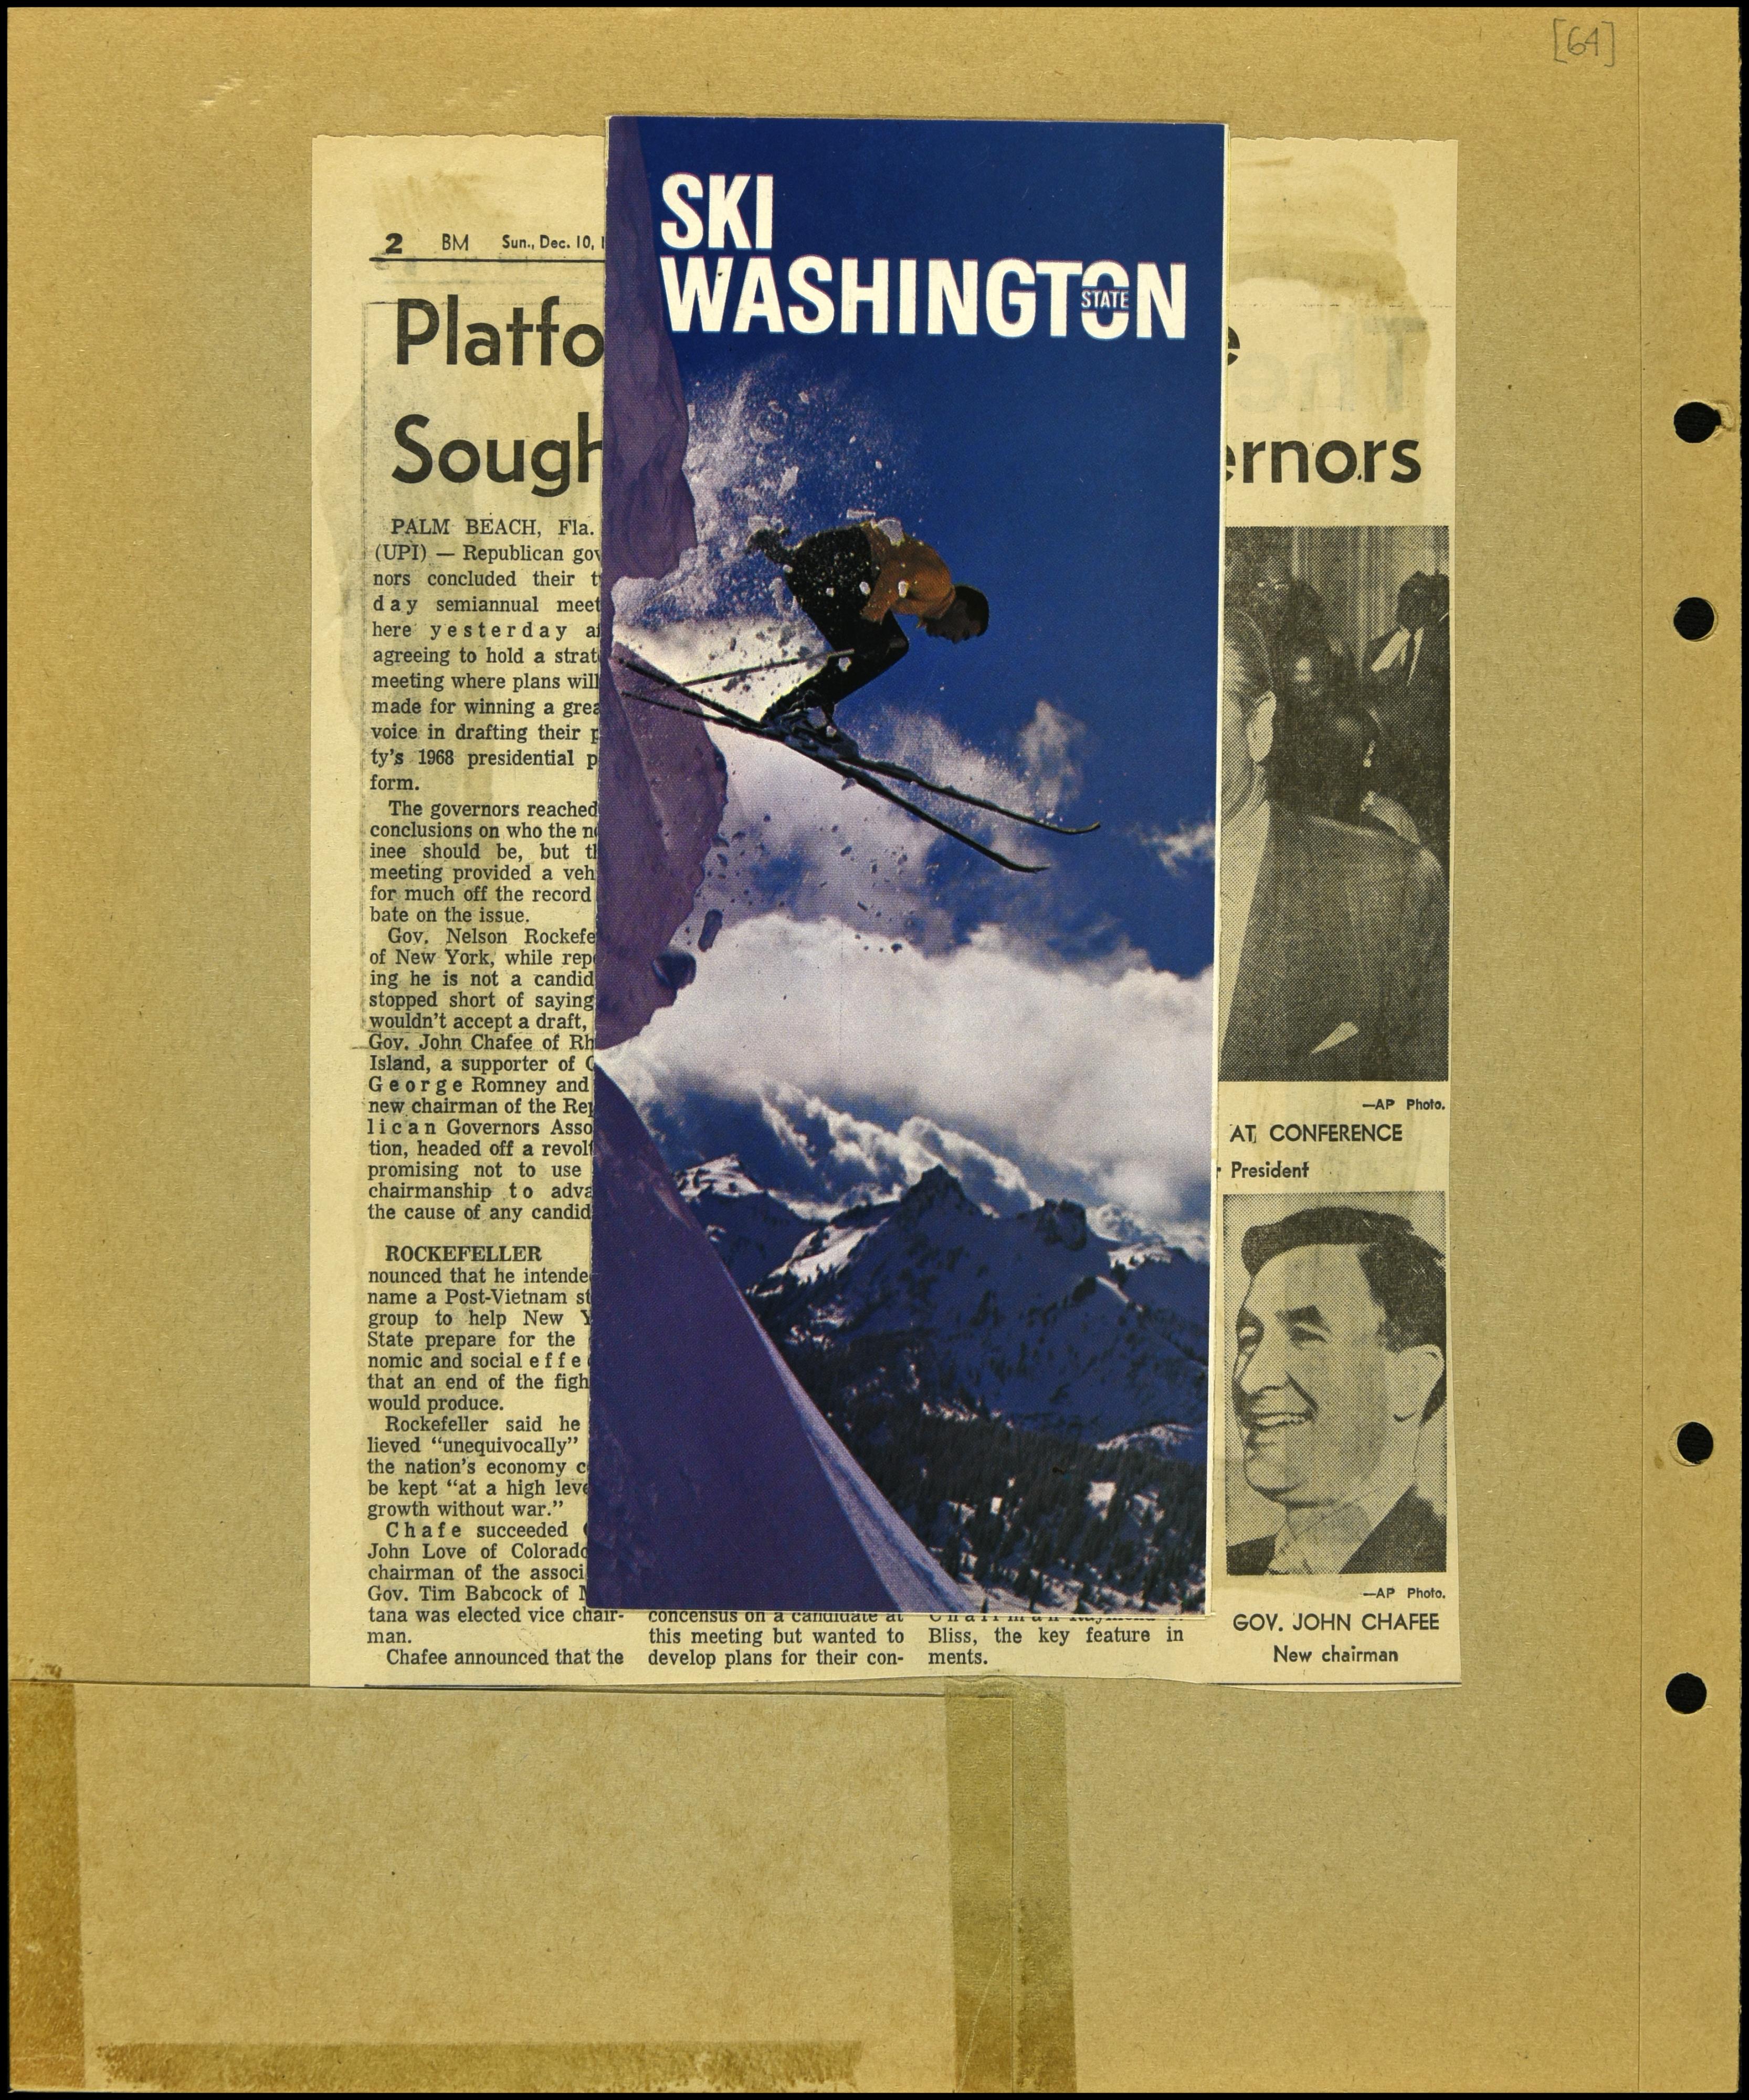 [64]
SKI
WASHINGTON
STATE
2 BM Sun., Dec. 10, 1
Platfo
Sough
ernors
PALM BEACH, Fla.
(UPI) — Republican gov
nors concluded their t
day semiannual meet
here yesterday a
agreeing to hold a strat
meeting where plans will
made for winning a grea
voice in drafting their p
ty's 1968 presidential p
form.
The governors reached
conclusions on who the n
inee should be, but t
meeting provided a veh
for much off the record
bate on the issue.
Gov. Nelson Rockefe
of New York, while rep
ing he is not a candid
stopped short of saying
wouldn't accept a draft,
Gov. John Chafee of Rh
Island, a supporter of G
George Romney and
new chairman of the Rep
lican Governors Asso
tion, headed off a revolt
promising not to use
chairmanship to adva
the cause of any candid
ROCKEFELLER
nounced that he intende
name a Post-Vietnam st
group to help New Y
State prepare for the
nomic and social effe
that an end of the figh
would produce.
Rockefeller said he
lieved "unequivocally"
the nation's economy c
be kept "at a high leve
growth without war."
Chafe succeeded
John Love of Colorado
chairman of the associ
Gov. Tim Babcock of M
tana was elected vice chair-
man.
Chafee announced that the
concensus on a candidate at
this meeting but wanted to
develop plans for their con-
Chairman Raymond
Bliss, the key feature in
ments.
—AP Photo.
AT CONFERENCE
President
—AP Photo.
GOV. JOHN CHAFEE
New chairman